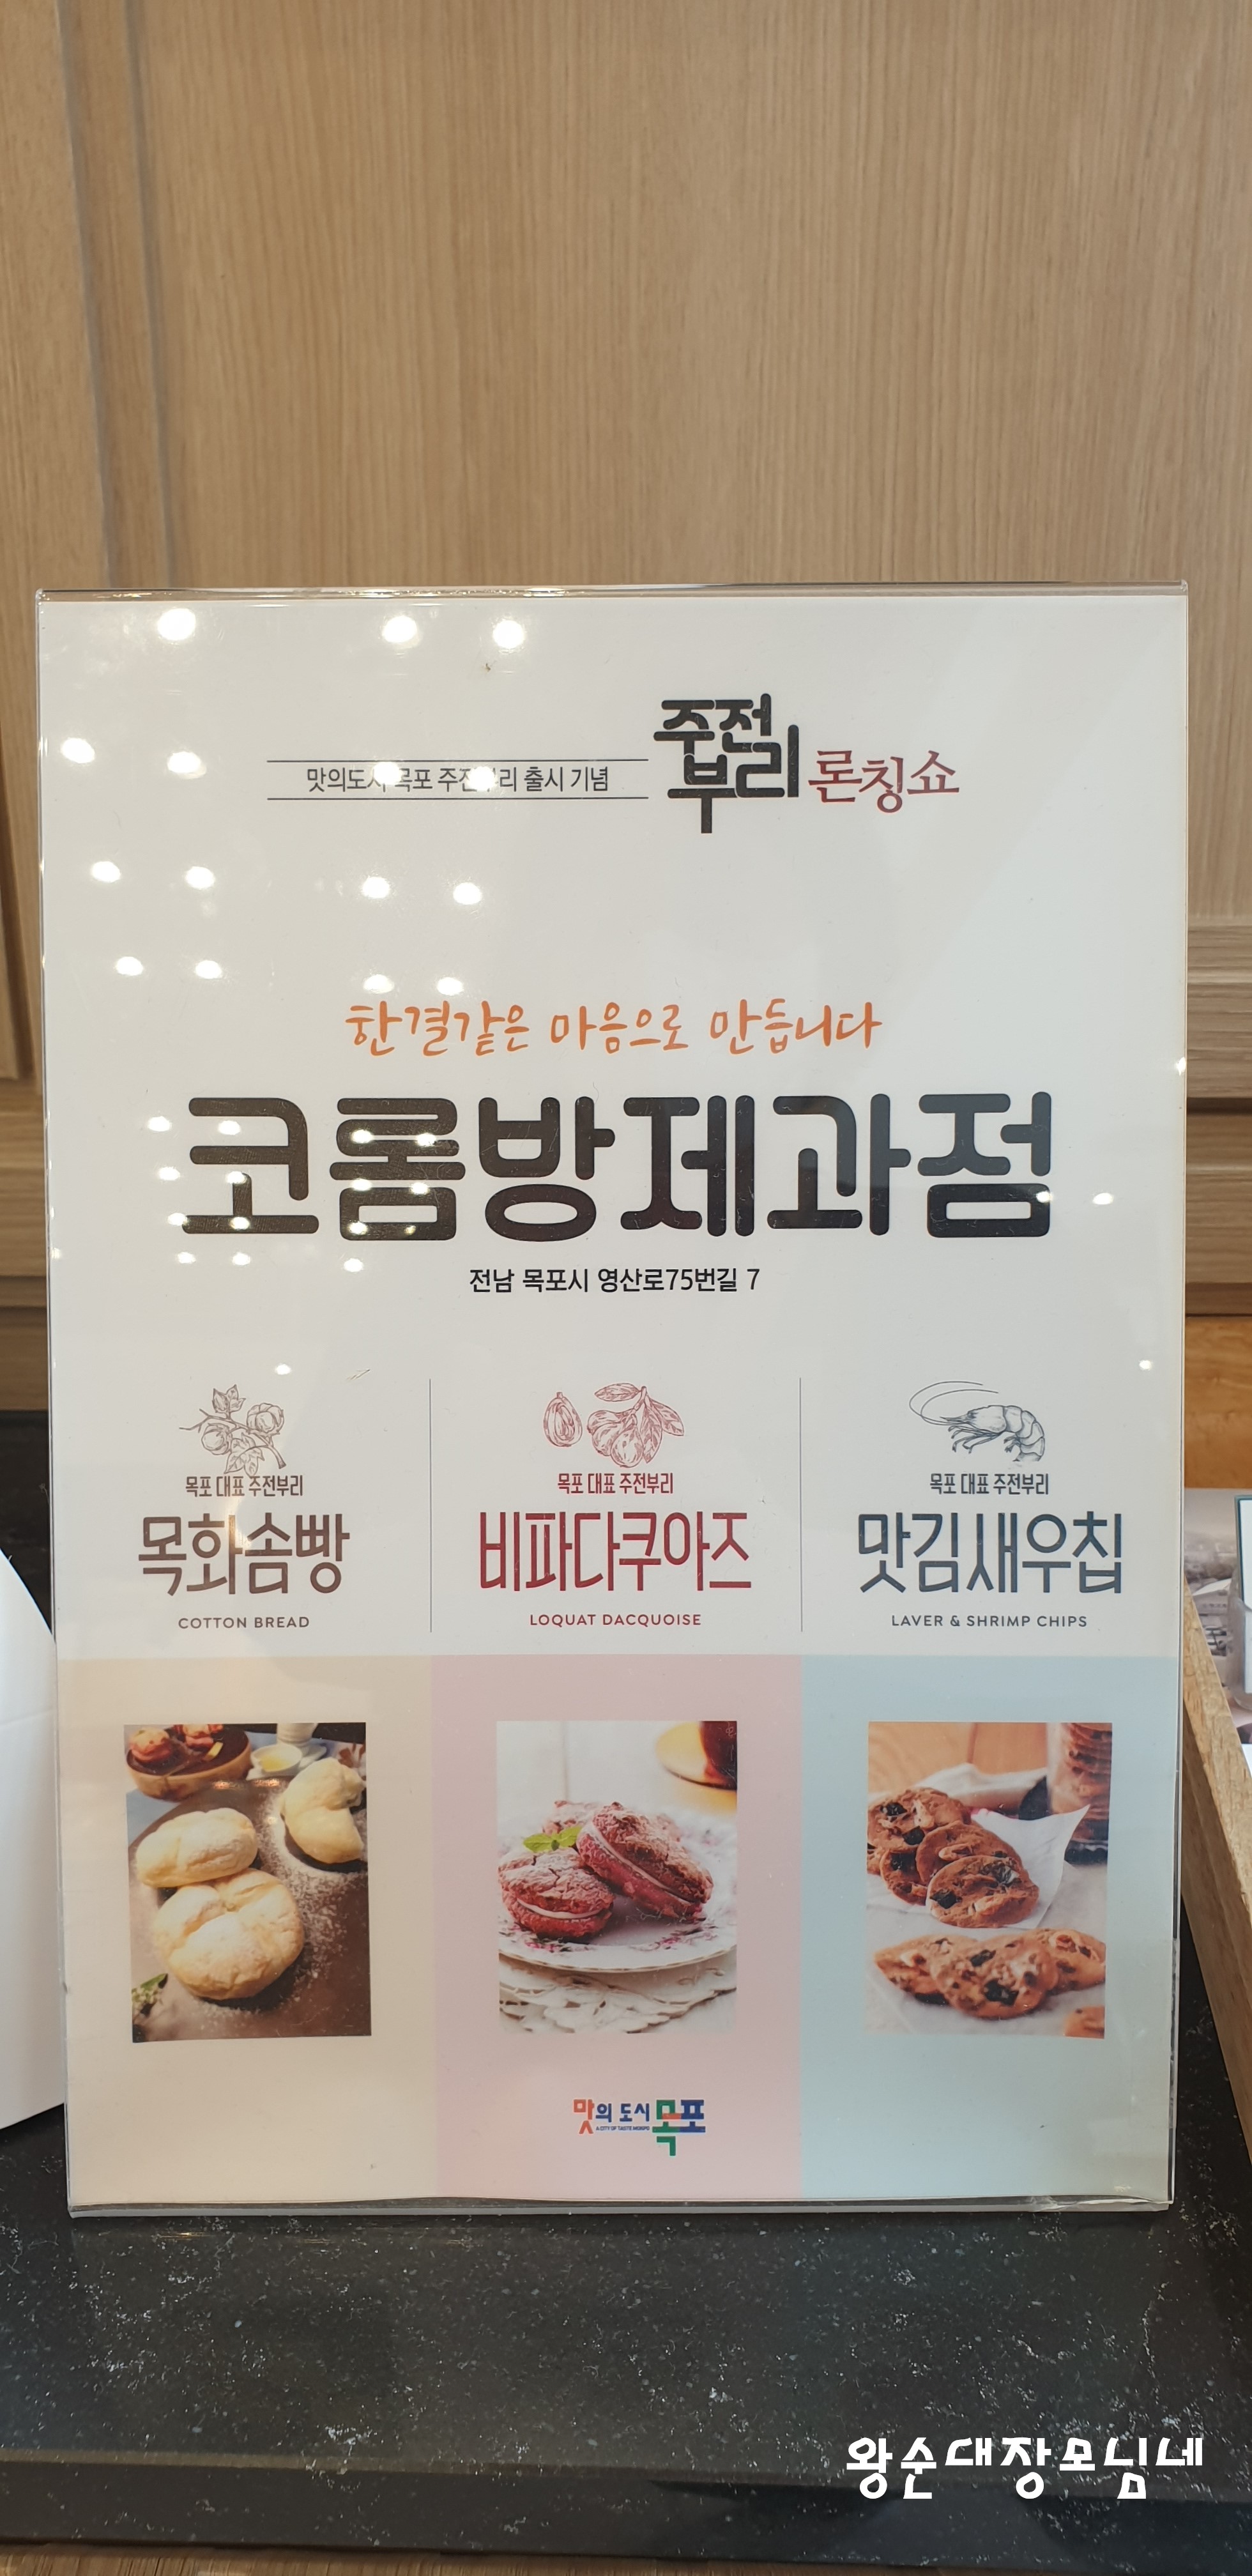 맛의도시 목포 주전부리 출시 기념
주전부리 론칭쇼
한결같은 마음으로 만듭니다
코롬방제과점
전남 목포시 영산로75번길 7
목포 대표 주전부리
목화솜빵
COTTON BREAD
목포 대표 주전부리
비파다쿠아즈
LOQUAT DACQUOISE
목포 대표 주전부리
맛김새우칩
LAVER & SHRIMP CHIPS
맛의 도시 목포
A CITY OF TASTE MOKPO
왕순대장모님네